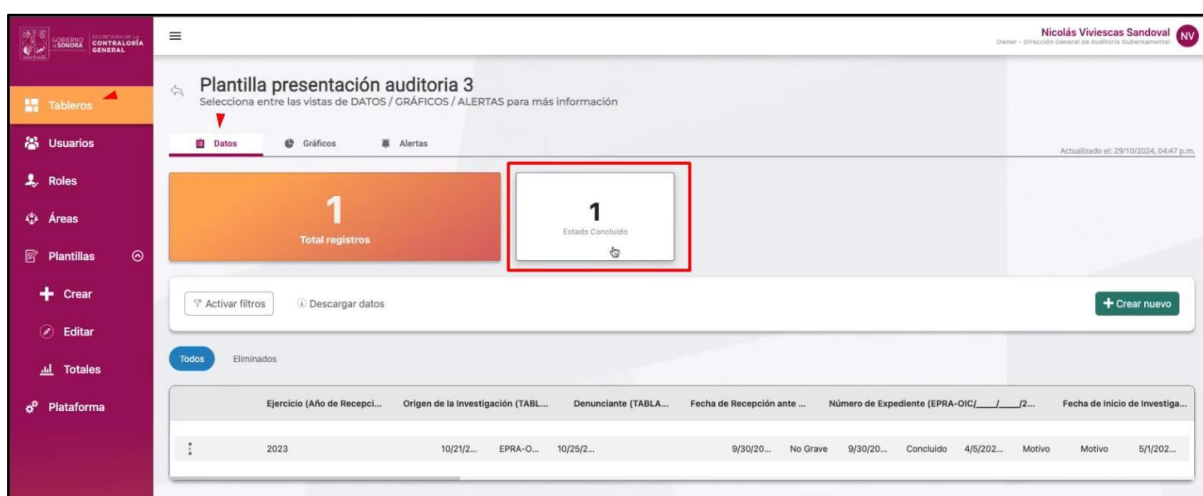 GOBIERNO
DE SONORA
SECRETARÍA DE LA
CONTRALORÍA
GENERAL
Nicolás Viviescas Sandoval
Owner - Dirección General de Auditoría Gubernamental
NV
Tableros
Usuarios
Roles
Áreas
Plantillas
Crear
Editar
Totales
Plataforma
Plantilla presentación auditoria 3
Selecciona entre las vistas de DATOS / GRÁFICOS / ALERTAS para más información
Datos Gráficos Alertas
Actualizado el: 29/10/2024, 04:47 p.m.
1
Total registros
1
Estado Concluido
Activar filtros Descargar datos + Crear nuevo
Todos Eliminados
Ejercicio (Año de Recepci... Origen de la Investigación (TABL... Denunciante (TABLA... Fecha de Recepción ante ... Número de Expediente (EPRA-OIC/____/____/2... Fecha de Inicio de Investiga...
2023 10/21/2... EPRA-O... 10/25/2... 9/30/20... No Grave 9/30/20... Concluido 4/5/202... Motivo Motivo 5/1/202...